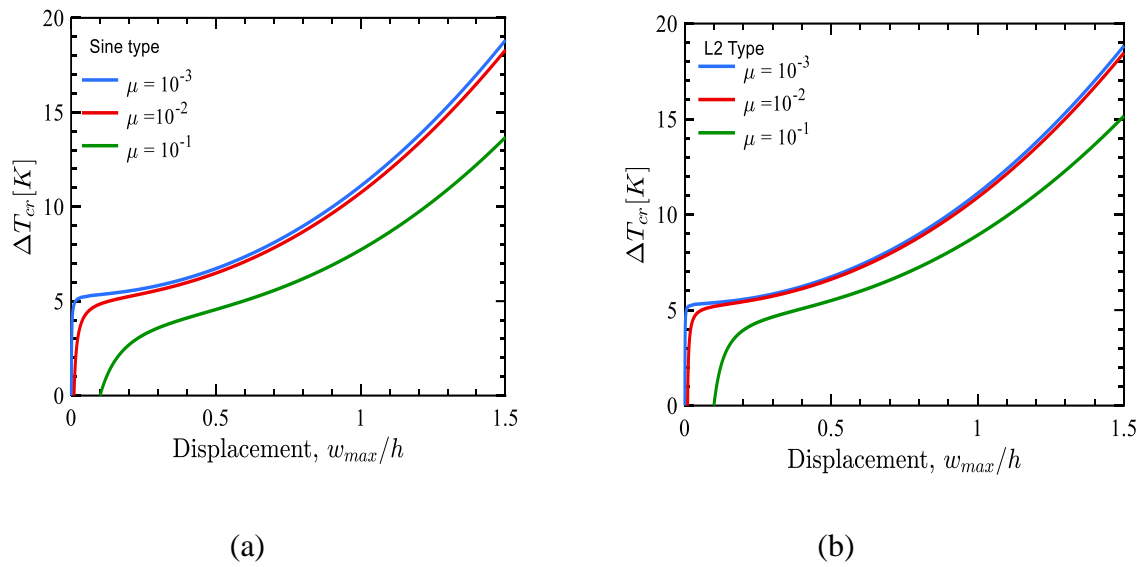 20
15
10
5
0
ΔT_cr[K]
Sine type
μ = 10^-3
μ =10^-2
μ = 10^-1
0
0.5
1
1.5
Displacement, w_max/h
(a)
20
15
10
5
0
ΔT_cr[K]
L2 Type
μ = 10^-3
μ =10^-2
μ = 10^-1
0
0.5
1
1.5
Displacement, w_max/h
(b)